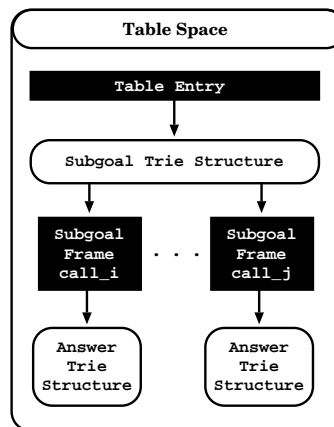 Table Space
Table Entry
Subgoal Trie Structure
Subgoal
Frame
call_i
. . .
Subgoal
Frame
call_j
Answer
Trie
Structure
Answer
Trie
Structure